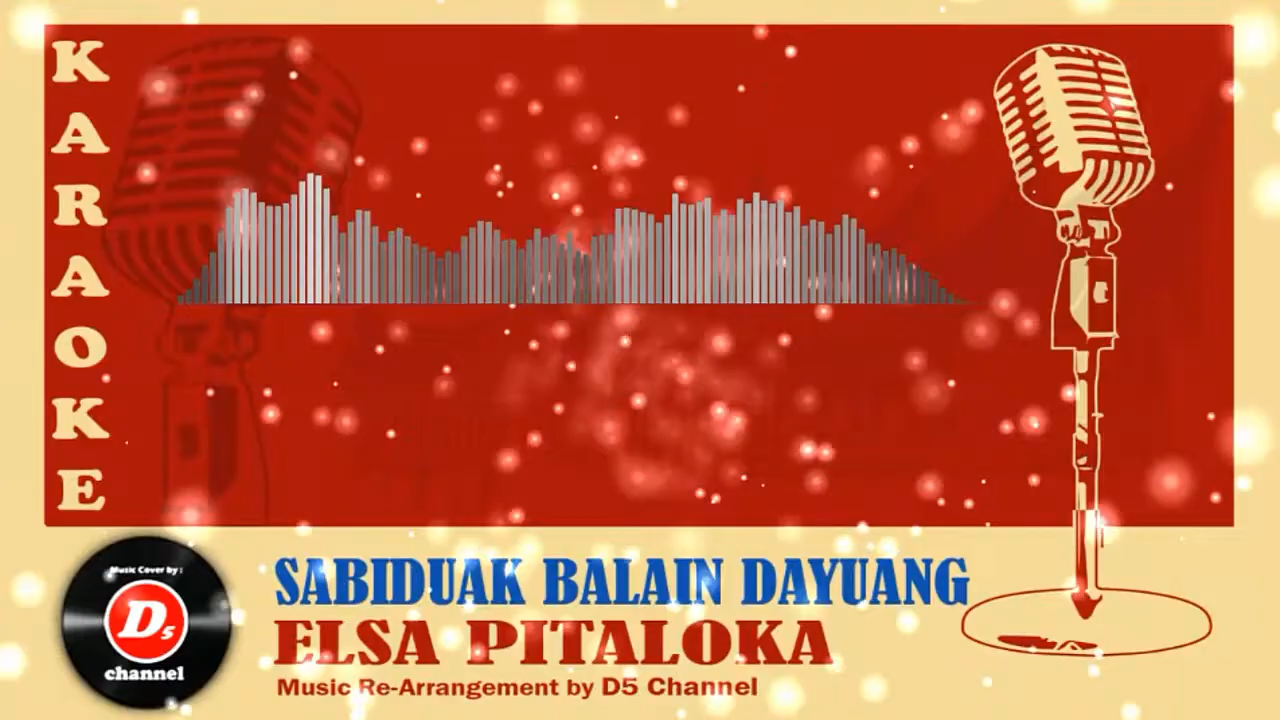 KARAOKE
Music Cover by :
D5
channel
SABIDUAK BALAIN DAYUANG
ELSA PITALOKA
Music Re-Arrangement by D5 Channel